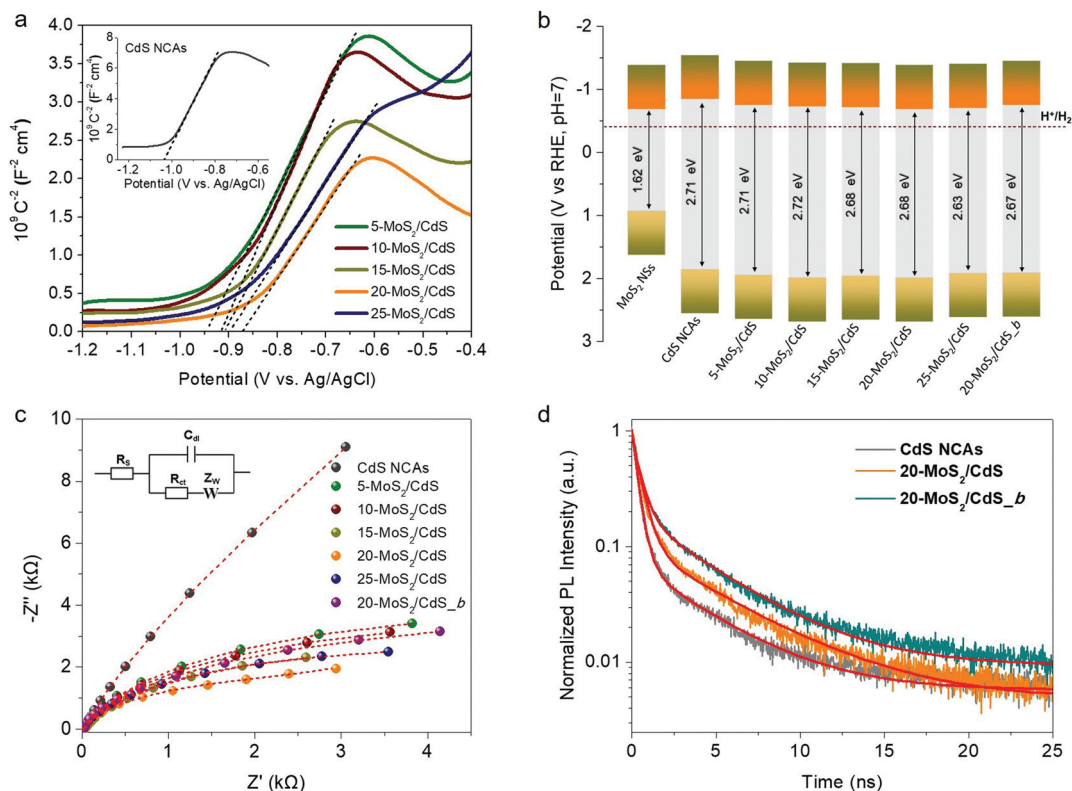 a
4.0
3.5
3.0
2.5
2.0
1.5
1.0
0.5
0.0
10⁹ C⁻² (F⁻² cm⁴)
-1.2 -1.0 -0.9 -0.8 -0.7 -0.6 -0.5 -0.4
Potential (V vs. Ag/AgCl)
CdS NCAs
8
6
4
2
0
10⁹ C⁻² (F⁻² cm⁴)
-1.2 -1.0 -0.8 -0.6
Potential (V vs. Ag/AgCl)
5-MoS₂/CdS
10-MoS₂/CdS
15-MoS₂/CdS
20-MoS₂/CdS
25-MoS₂/CdS
b
-2
-1
0
1
2
3
Potential (V vs RHE, pH=7)
H⁺/H₂
1.62 eV
2.71 eV
2.71 eV
2.72 eV
2.68 eV
2.68 eV
2.63 eV
2.67 eV
MoS₂ NSs
CdS NCAs
5-MoS₂/CdS
10-MoS₂/CdS
15-MoS₂/CdS
20-MoS₂/CdS
25-MoS₂/CdS
20-MoS₂/CdS_b
c
10
8
6
4
2
0
-Z'' (kΩ)
0 1 2 3 4
Z' (kΩ)
Rs
Cdl
Rct
Zw
W
CdS NCAs
5-MoS₂/CdS
10-MoS₂/CdS
15-MoS₂/CdS
20-MoS₂/CdS
25-MoS₂/CdS
20-MoS₂/CdS_b
d
1
0.1
0.01
Normalized PL Intensity (a.u.)
0 5 10 15 20 25
Time (ns)
CdS NCAs
20-MoS₂/CdS
20-MoS₂/CdS_b